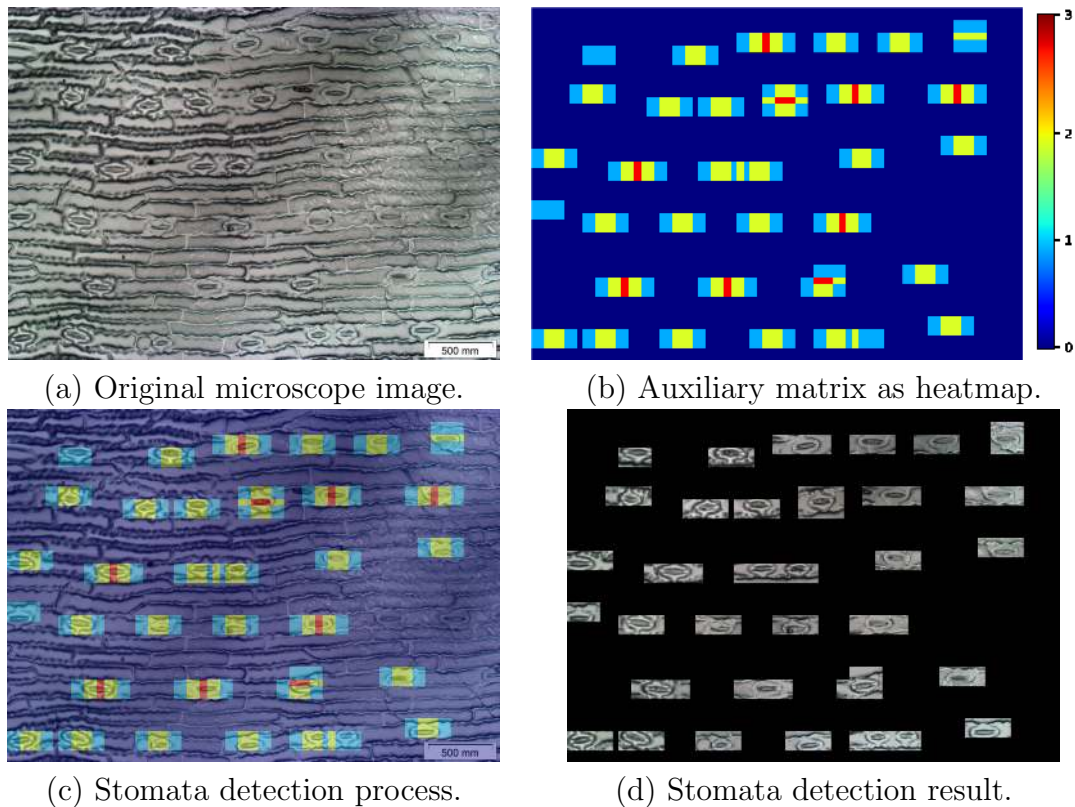 3
2
1
0
500 mm
(a) Original microscope image.
(b) Auxiliary matrix as heatmap.
500 mm
(c) Stomata detection process.
(d) Stomata detection result.